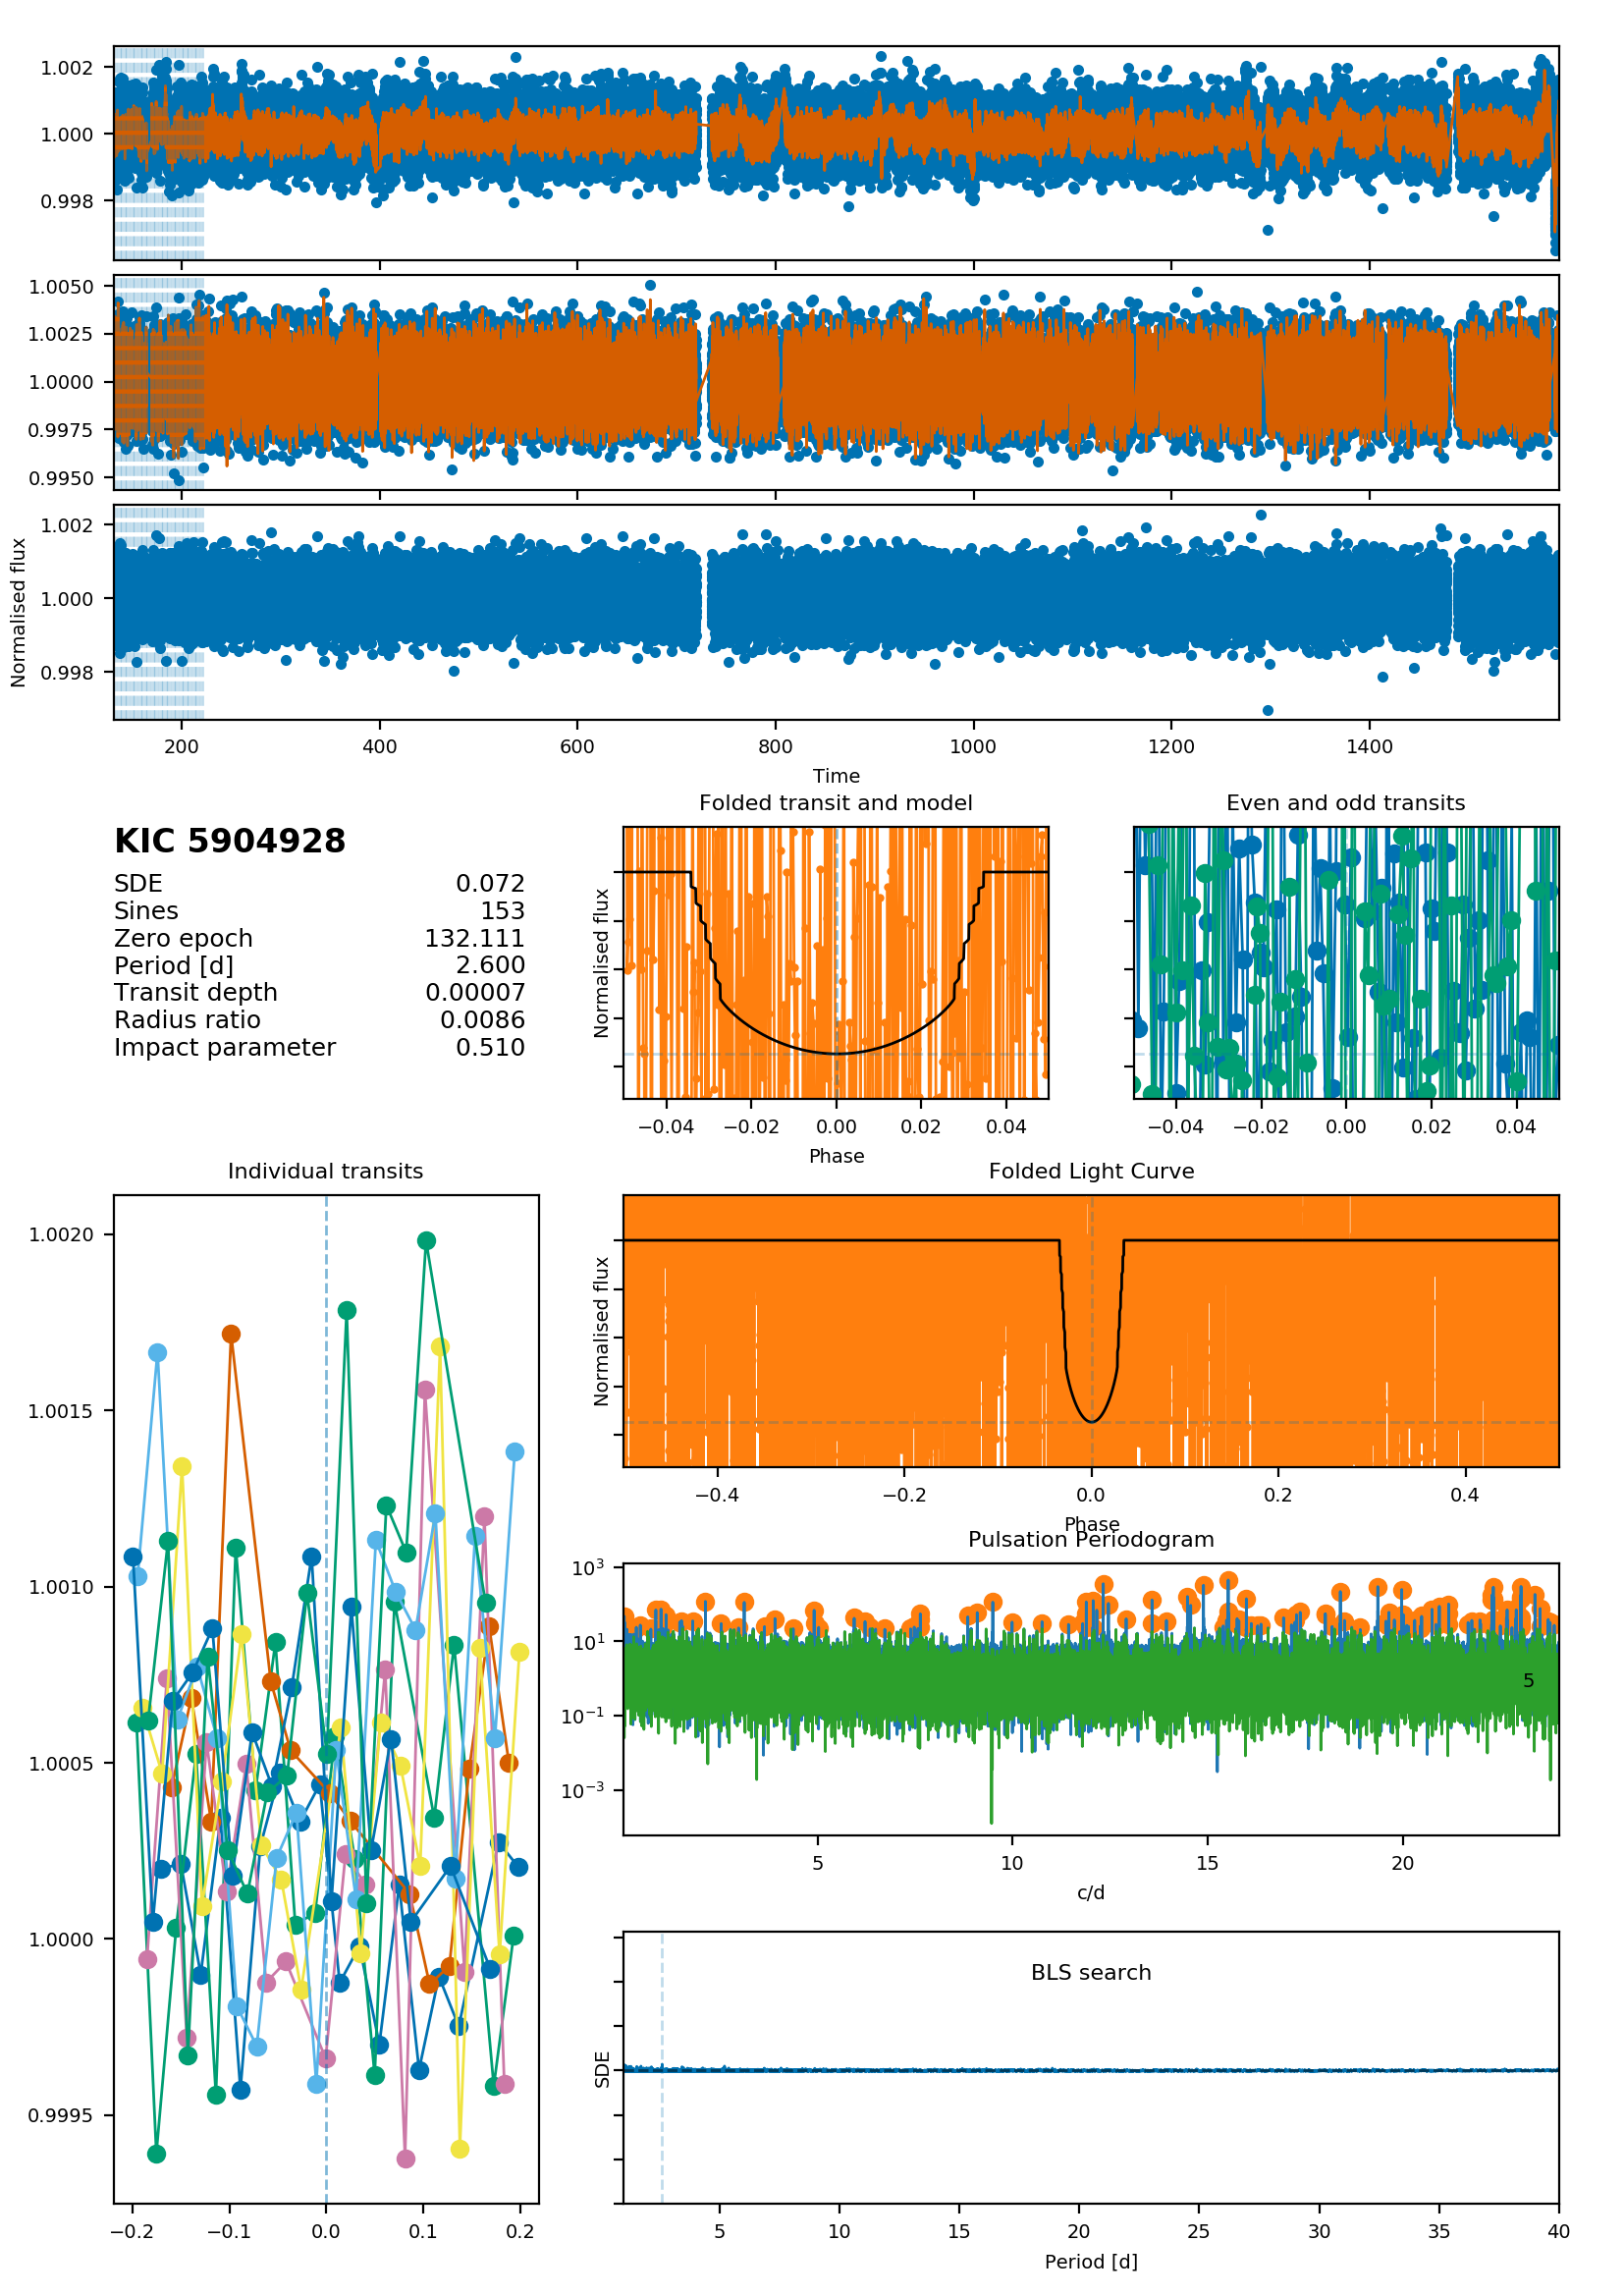 1.002
1.000
0.998
1.0050
1.0025
1.0000
0.9975
0.9950
Normalised flux
1.002
1.000
0.998
200 400 600 800 1000 1200 1400
Time
KIC 5904928
SDE 0.072
Sines 153
Zero epoch 132.111
Period [d] 2.600
Transit depth 0.00007
Radius ratio 0.0086
Impact parameter 0.510
Folded transit and model
Normalised flux
−0.04 −0.02 0.00 0.02 0.04
Phase
Even and odd transits
−0.04 −0.02 0.00 0.02 0.04
Individual transits
1.0020
1.0015
1.0010
1.0005
1.0000
0.9995
−0.2 −0.1 0.0 0.1 0.2
Folded Light Curve
Normalised flux
−0.4 −0.2 0.0 0.2 0.4
Phase
Pulsation Periodogram
10³
10¹
10⁻¹
10⁻³
5
5 10 15 20
c/d
BLS search
SDE
5 10 15 20 25 30 35 40
Period [d]